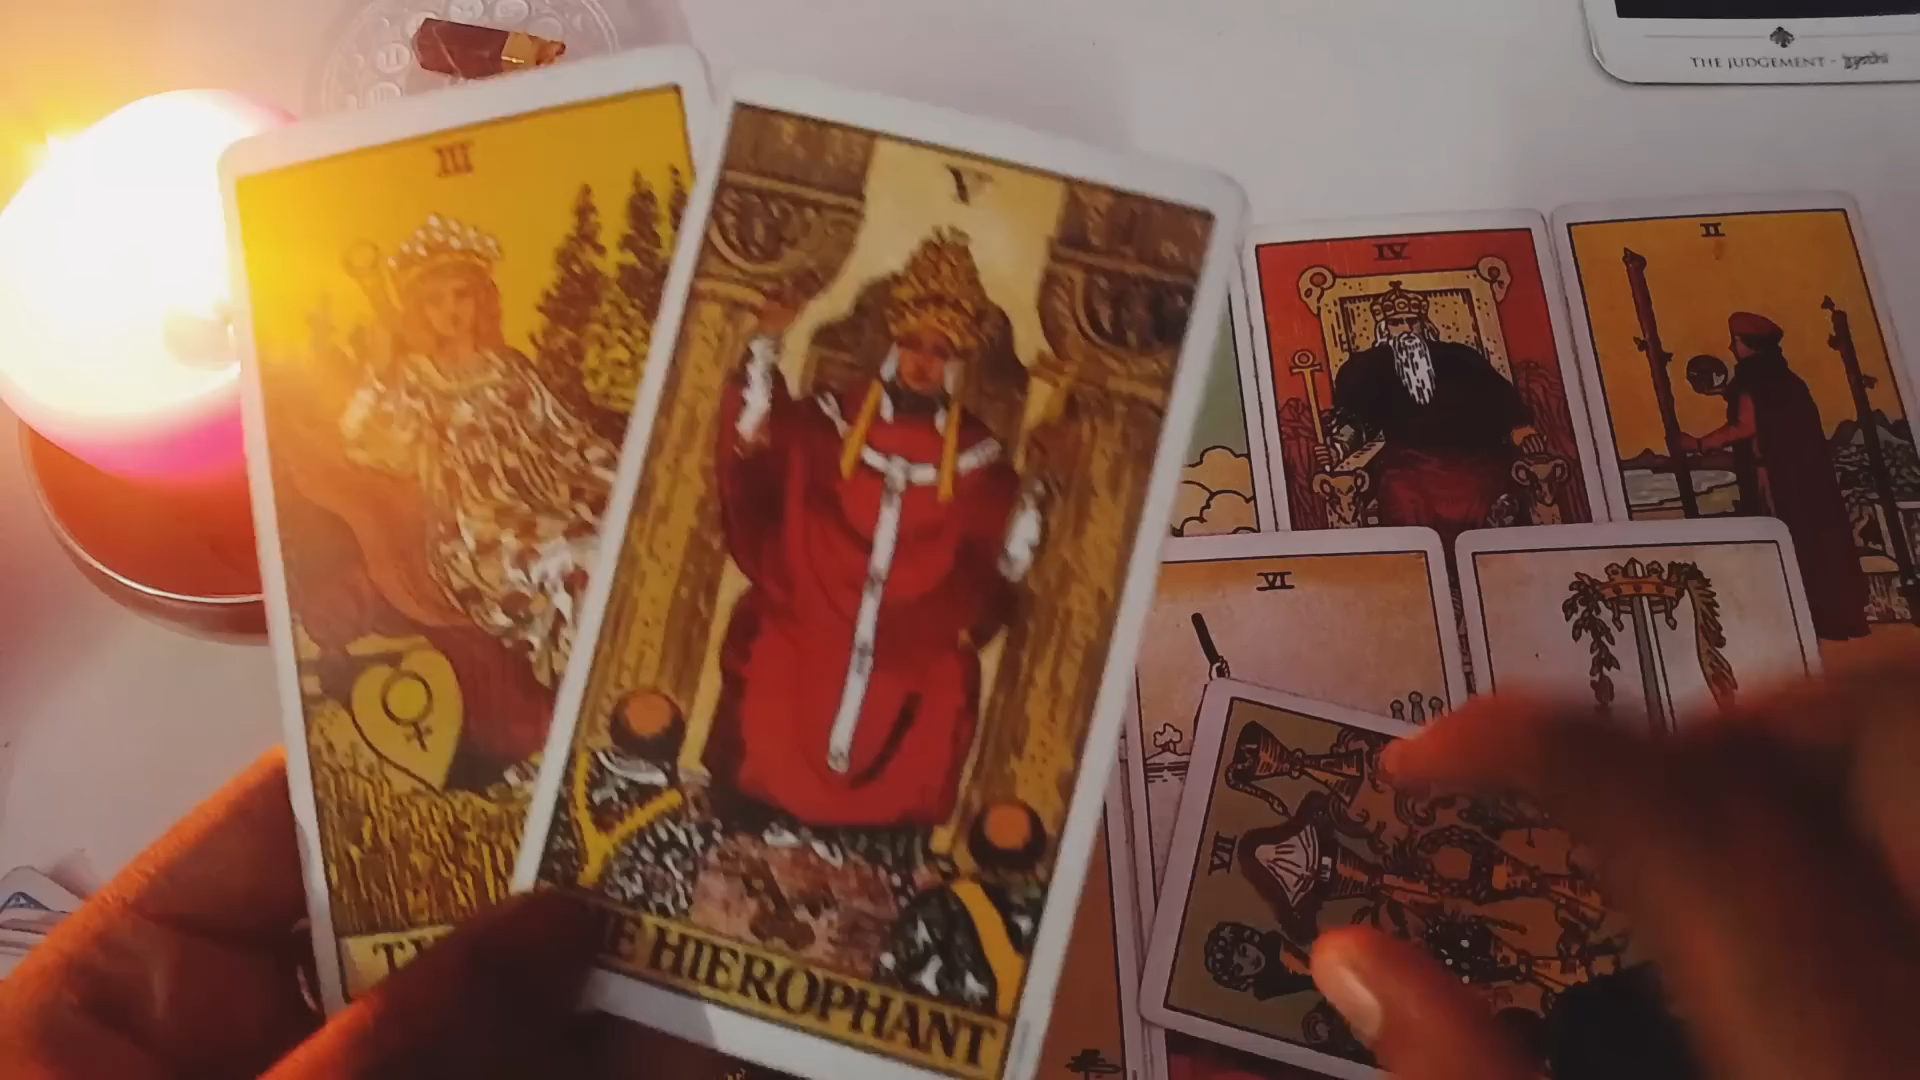 THE JUDGEMENT -
III
V
IV
II
VI
VII
HIEROPHANT